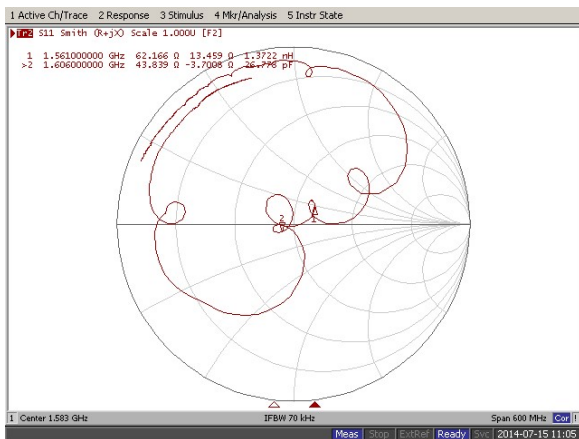 1 Active Ch/Trace 2 Response 3 Stimulus 4 Mkr/Analysis 5 Instr State
Tr2 S11 Smith (R+jX) Scale 1.000U [F2]
1 1.561000000 GHz 62.166 Ω 13.459 Ω 1.3722 nH
>2 1.606000000 GHz 43.839 Ω -3.7008 Ω 26.778 pF
2
1
1 Center 1.583 GHz IFBW 70 kHz Span 600 MHz Cor !
Meas Stop ExtRef Ready Svc 2014-07-15 11:05